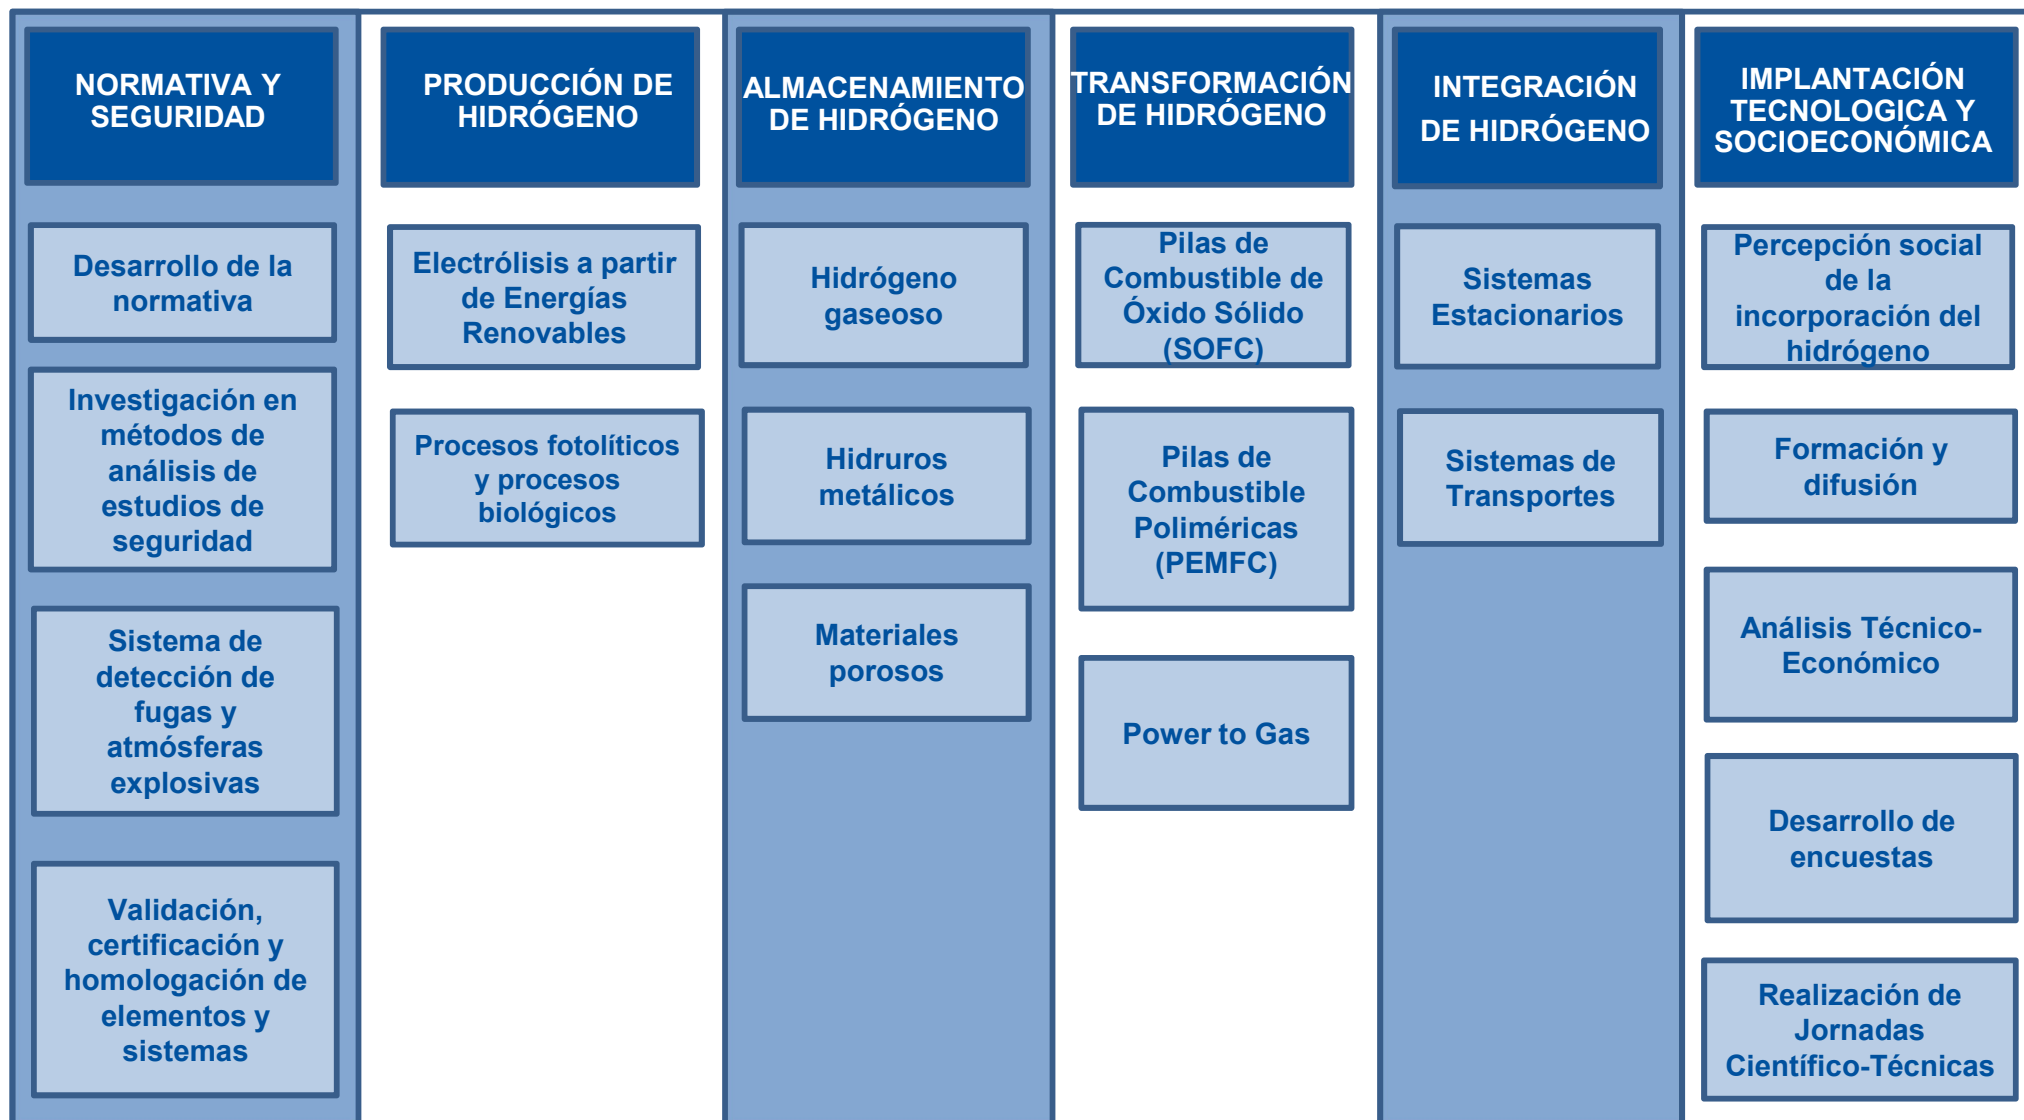 NORMATIVA Y
SEGURIDAD
Desarrollo de la
normativa
Investigación en
métodos de
análisis de
estudios de
seguridad
Sistema de
detección de
fugas y
atmósferas
explosivas
Validación,
certificación y
homologación de
elementos y
sistemas
PRODUCCIÓN DE
HIDRÓGENO
Electrólisis a partir
de Energías
Renovables
Procesos fotolíticos
y procesos
biológicos
ALMACENAMIENTO
DE HIDRÓGENO
Hidrógeno
gaseoso
Hidruros
metálicos
Materiales
porosos
TRANSFORMACIÓN
DE HIDRÓGENO
Pilas de
Combustible de
Óxido Sólido
(SOFC)
Pilas de
Combustible
Poliméricas
(PEMFC)
Power to Gas
INTEGRACIÓN
DE HIDRÓGENO
Sistemas
Estacionarios
Sistemas de
Transportes
IMPLANTACIÓN
TECNOLOGICA Y
SOCIOECONÓMICA
Percepción social
de la
incorporación del
hidrógeno
Formación y
difusión
Análisis Técnico-
Económico
Desarrollo de
encuestas
Realización de
Jornadas
Científico-Técnicas